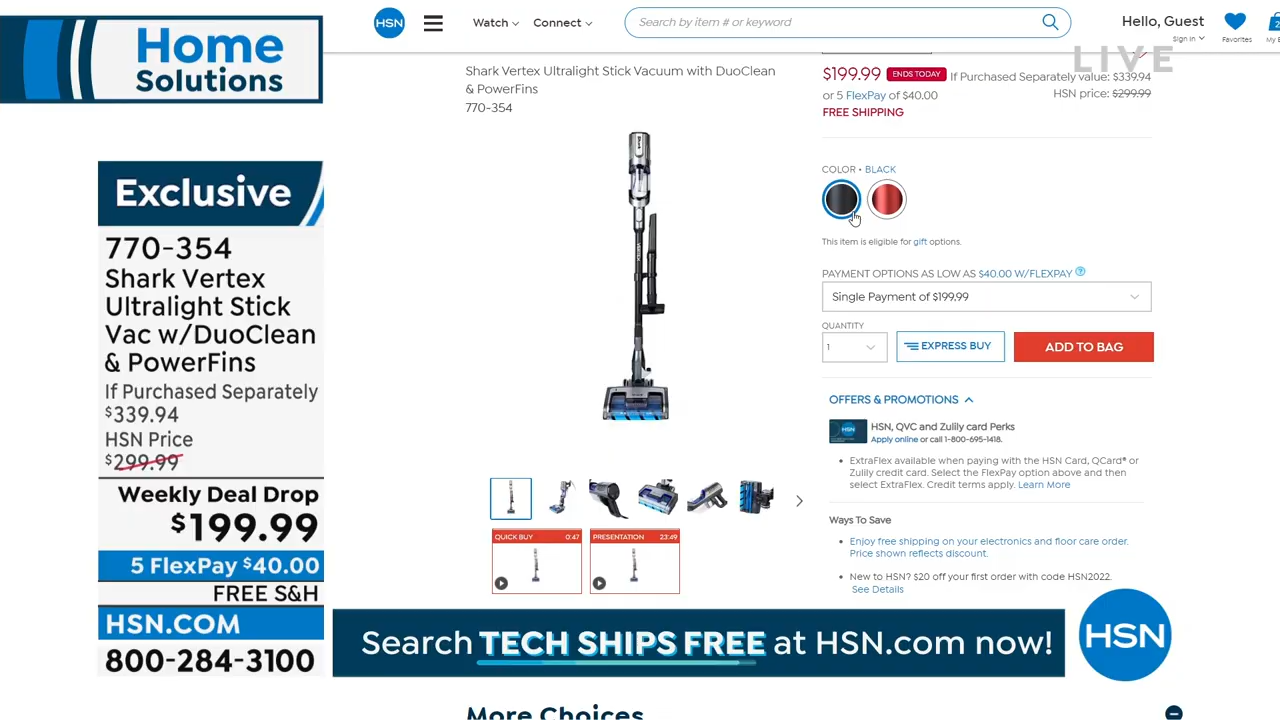 Home
Solutions
HSN
Watch
Connect
Search by item # or keyword
Hello, Guest
Sign In
Favorites
LIVE
Shark Vertex Ultralight Stick Vacuum with DuoClean
& PowerFins
770-354
$199.99
ENDS TODAY
If Purchased Separately value: $339.94
or 5 FlexPay of $40.00
HSN price: $299.99
FREE SHIPPING
COLOR • BLACK
This item is eligible for gift options.
PAYMENT OPTIONS AS LOW AS $40.00 W/FLEXPAY ?
Single Payment of $199.99
QUANTITY
1
EXPRESS BUY
ADD TO BAG
OFFERS & PROMOTIONS
HSN, QVC and Zulily card Perks
Apply online or call 1-800-695-1418.
• ExtraFlex available when paying with the HSN Card, QCard® or
Zulily credit card. Select the FlexPay option above and then
select ExtraFlex. Credit terms apply. Learn More
Ways To Save
• Enjoy free shipping on your electronics and floor care order.
Price shown reflects discount.
• New to HSN? $20 off your first order with code HSN2022.
See Details
QUICK BUY 0:47
PRESENTATION 23:49
Exclusive
770-354
Shark Vertex
Ultralight Stick
Vac w/DuoClean
& PowerFins
If Purchased Separately
$339.94
HSN Price
$299.99
Weekly Deal Drop
$199.99
5 FlexPay $40.00
FREE S&H
HSN.COM
800-284-3100
Search TECH SHIPS FREE at HSN.com now!
HSN
More Choices